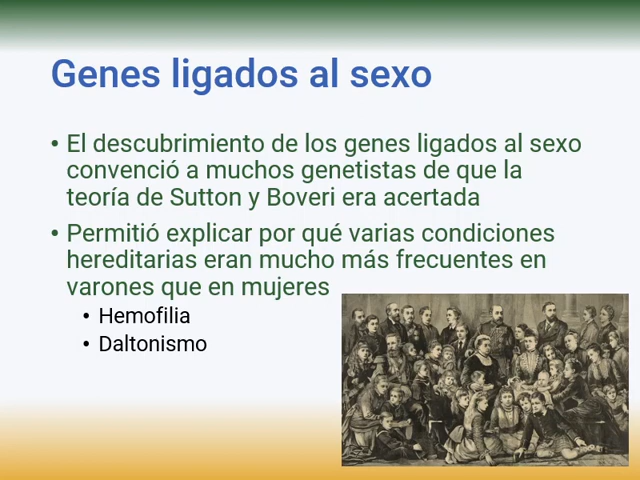 Genes ligados al sexo
• El descubrimiento de los genes ligados al sexo
convenció a muchos genetistas de que la
teoría de Sutton y Boveri era acertada
• Permitió explicar por qué varias condiciones
hereditarias eran mucho más frecuentes en
varones que en mujeres
• Hemofilia
• Daltonismo